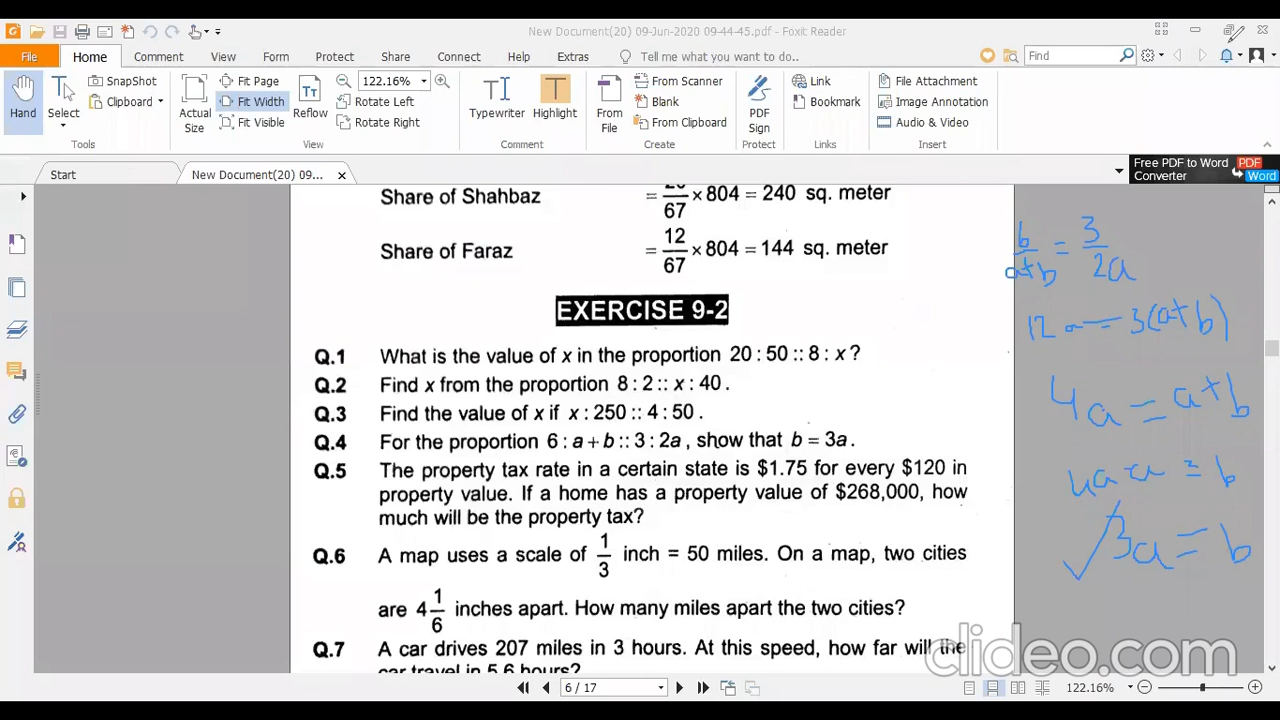 New Document(20) 09-Jun-2020 09-44-45.pdf - Foxit Reader
File Home Comment View Form Protect Share Connect Help Extras Tell me what you want to do.. Find
Hand
Select
SnapShot
Clipboard
Tools
Actual Size
Fit Page
Fit Width
Fit Visible
Reflow
122.16%
Rotate Left
Rotate Right
View
Typewriter
Highlight
Comment
From File
From Scanner
Blank
From Clipboard
Create
PDF Sign
Protect
Link
Bookmark
Links
File Attachment
Image Annotation
Audio & Video
Insert
Start
New Document(20) 09...
Free PDF to Word Converter
PDF
Word
Share of Shahbaz = 20/67 × 804 = 240 sq. meter
Share of Faraz = 12/67 × 804 = 144 sq. meter
EXERCISE 9-2
Q.1 What is the value of x in the proportion 20 : 50 :: 8 : x?
Q.2 Find x from the proportion 8 : 2 :: x : 40 .
Q.3 Find the value of x if x : 250 :: 4 : 50 .
Q.4 For the proportion 6 : a + b :: 3 : 2a , show that b = 3a .
Q.5 The property tax rate in a certain state is $1.75 for every $120 in
property value. If a home has a property value of $268,000, how
much will be the property tax?
Q.6 A map uses a scale of 1/3 inch = 50 miles. On a map, two cities
are 4 1/6 inches apart. How many miles apart the two cities?
Q.7 A car drives 207 miles in 3 hours. At this speed, how far will the
car travel in 5.6 hours?
6/(a+b) = 3/2a
12a = 3(a+b)
4a = a+b
4a-a = b
3a = b
clideo.com
6 / 17
122.16%